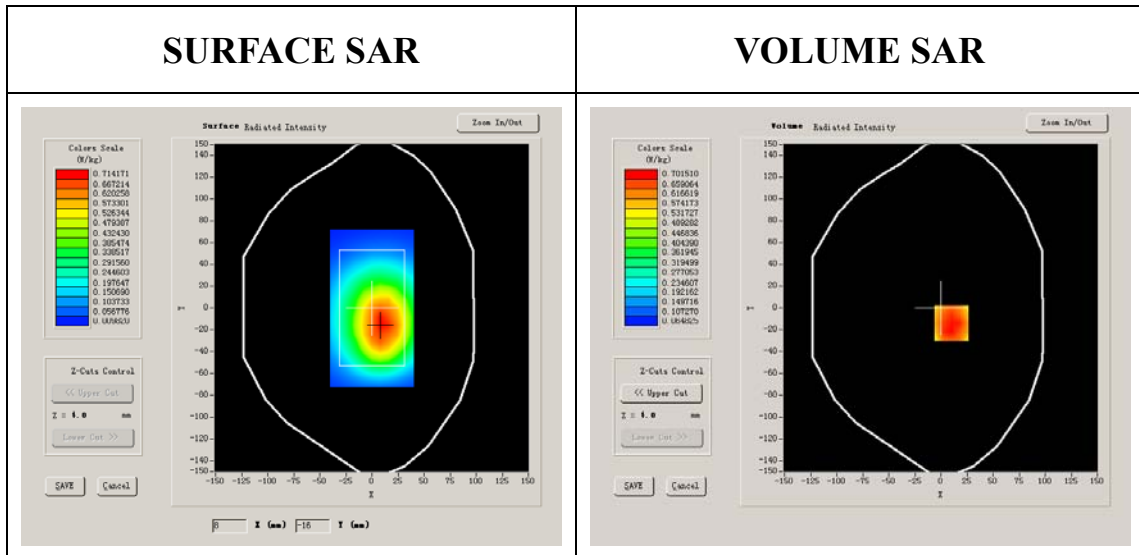 SURFACE SAR
Surface Radiated Intensity
Zoom In/Out
Colors Scale
(W/kg)
0.714171
0.667214
0.620258
0.573301
0.526344
0.479387
0.432430
0.385474
0.338517
0.291560
0.244603
0.197647
0.150690
0.103733
0.056776
0.009820
150
140
120
100
80
60
40
20
0
-20
-40
-60
-80
-100
-120
-140
-150
Y
-150 -125 -100 -75 -50 -25 0 25 50 75 100 125 150
X
Z-Cuts Control
<< Upper Cut
Z = 4.0 mm
Lower Cut >>
SAVE Cancel
8 X (mm) -16 Y (mm)
VOLUME SAR
Volume Radiated Intensity
Zoom In/Out
Colors Scale
(W/kg)
0.701510
0.659064
0.616619
0.574173
0.531727
0.489282
0.446836
0.404390
0.361945
0.319499
0.277053
0.234607
0.192162
0.149716
0.107270
0.064825
150
140
120
100
80
60
40
20
0
-20
-40
-60
-80
-100
-120
-140
-150
Y
-150 -125 -100 -75 -50 -25 0 25 50 75 100 125 150
X
Z-Cuts Control
<< Upper Cut
Z = 4.0 mm
Lower Cut >>
SAVE Cancel